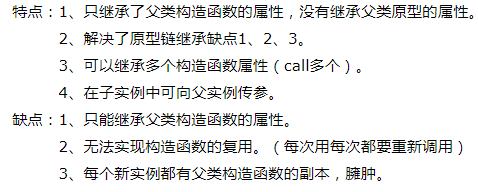 特点：1、只继承了父类构造函数的属性，没有继承父类原型的属性。
2、解决了原型链继承缺点1、2、3。
3、可以继承多个构造函数属性（call多个）。
4、在子实例中可向父实例传参。
缺点：1、只能继承父类构造函数的属性。
2、无法实现构造函数的复用。（每次用每次都要重新调用）
3、每个新实例都有父类构造函数的副本，臃肿。